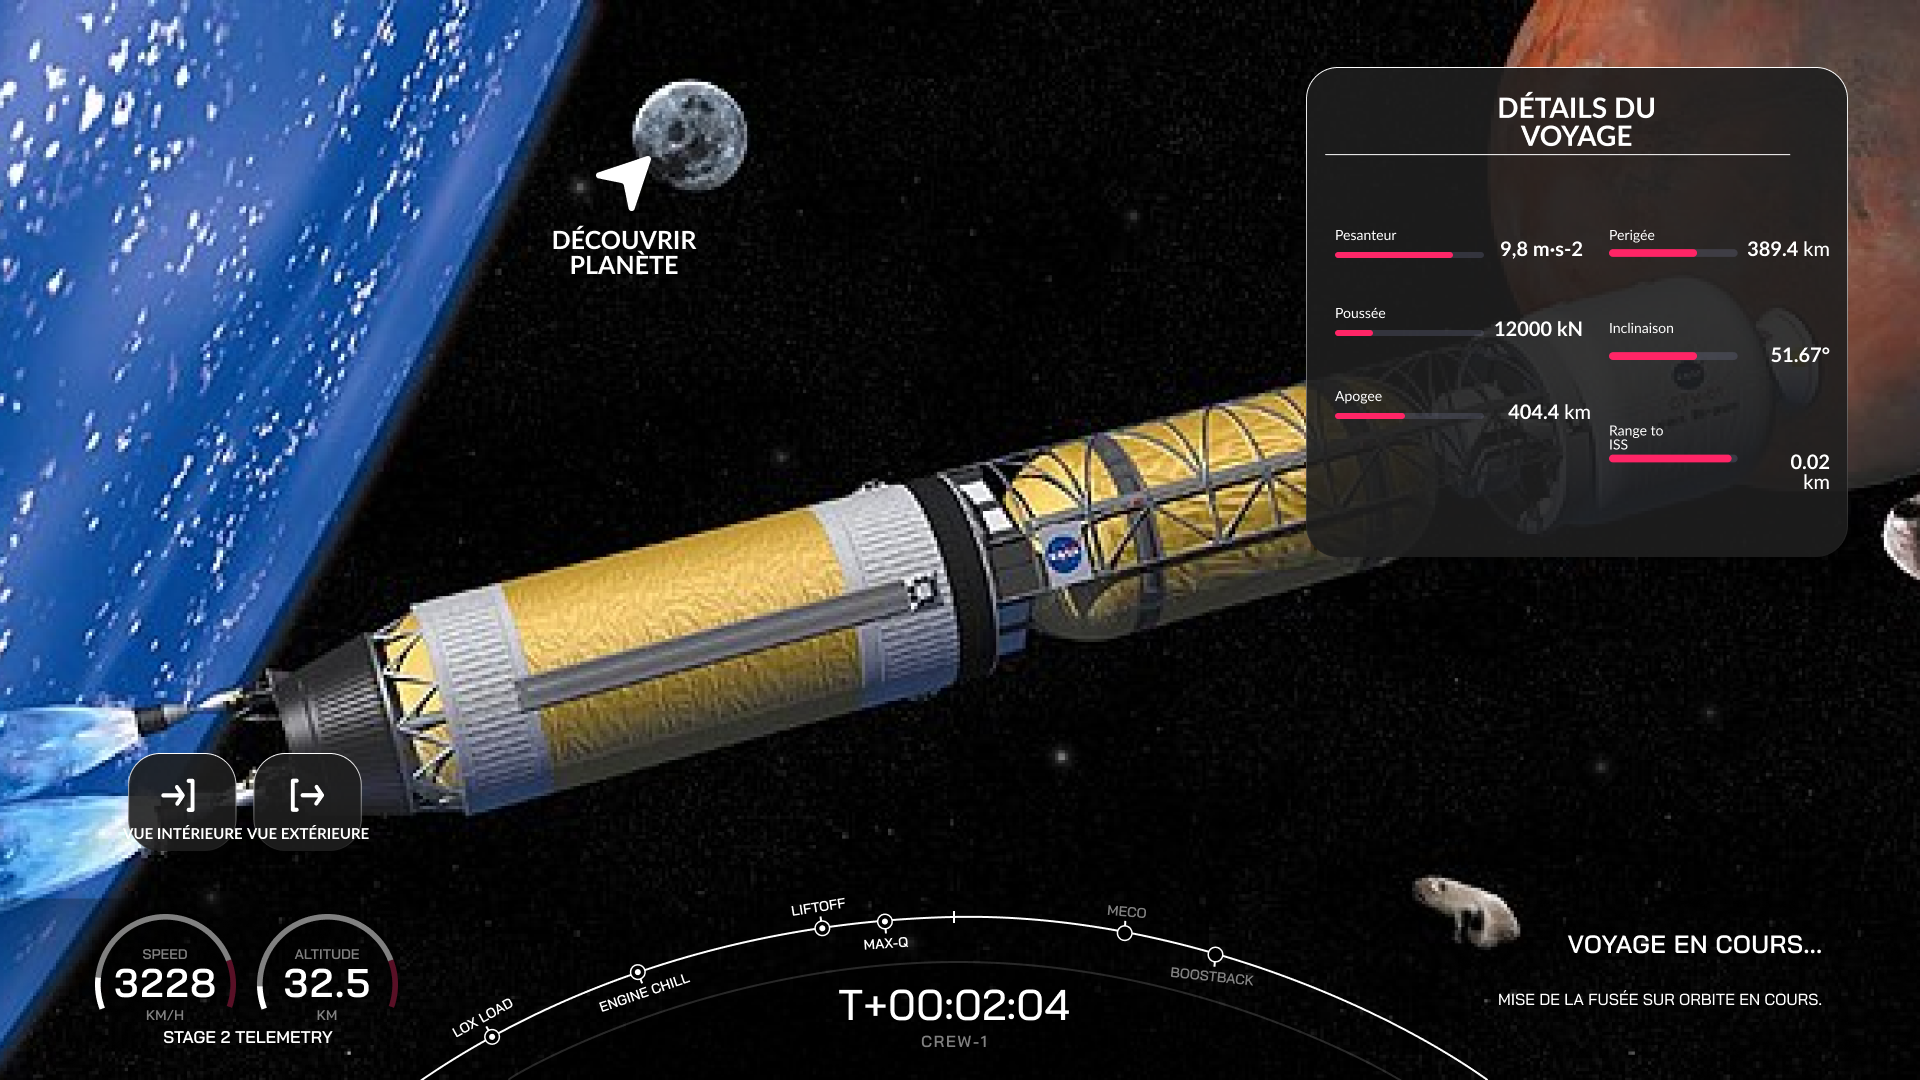 DÉCOUVRIR
PLANÈTE
DÉTAILS DU
VOYAGE
Pesanteur
9,8 m·s-2
Perigée
389.4 km
Poussée
12000 kN
Inclinaison
51.67°
Apogee
404.4 km
Range to
ISS
0.02
km
NASA
VUE INTÉRIEURE
VUE EXTÉRIEURE
SPEED
3228
KM/H
ALTITUDE
32.5
KM
STAGE 2 TELEMETRY
LOX LOAD
ENGINE CHILL
LIFTOFF
MAX-Q
MECO
BOOSTBACK
T+00:02:04
CREW-1
VOYAGE EN COURS...
MISE DE LA FUSÉE SUR ORBITE EN COURS.